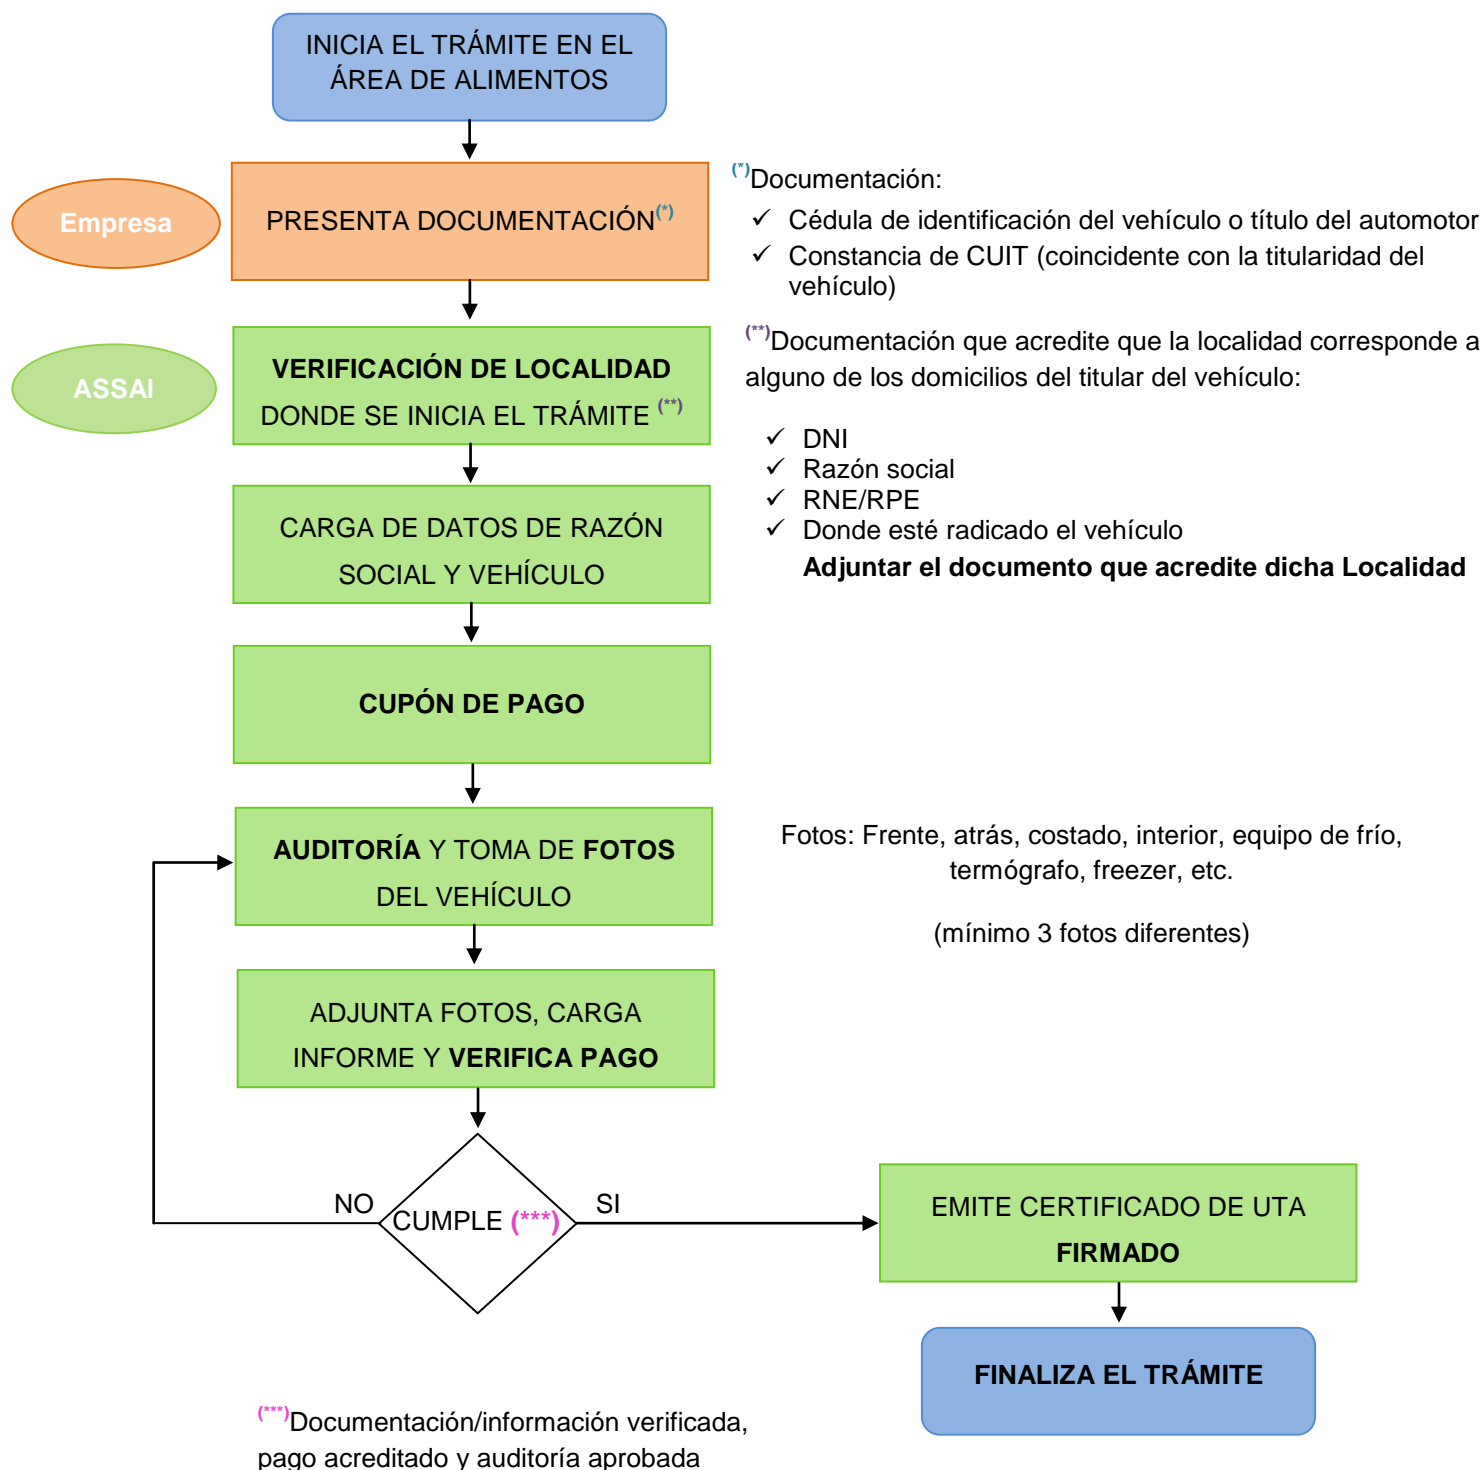 INICIA EL TRÁMITE EN EL
ÁREA DE ALIMENTOS
Empresa
PRESENTA DOCUMENTACIÓN(*)
(*)Documentación:
✓ Cédula de identificación del vehículo o título del automotor
✓ Constancia de CUIT (coincidente con la titularidad del
vehículo)
ASSAl
VERIFICACIÓN DE LOCALIDAD
DONDE SE INICIA EL TRÁMITE (**)
(**)Documentación que acredite que la localidad corresponde a
alguno de los domicilios del titular del vehículo:
✓ DNI
✓ Razón social
✓ RNE/RPE
✓ Donde esté radicado el vehículo
Adjuntar el documento que acredite dicha Localidad
CARGA DE DATOS DE RAZÓN
SOCIAL Y VEHÍCULO
CUPÓN DE PAGO
AUDITORÍA Y TOMA DE FOTOS
DEL VEHÍCULO
Fotos: Frente, atrás, costado, interior, equipo de frío,
termógrafo, freezer, etc.
(mínimo 3 fotos diferentes)
ADJUNTA FOTOS, CARGA
INFORME Y VERIFICA PAGO
NO
CUMPLE (***)
SI
EMITE CERTIFICADO DE UTA
FIRMADO
FINALIZA EL TRÁMITE
(***)Documentación/información verificada,
pago acreditado y auditoría aprobada